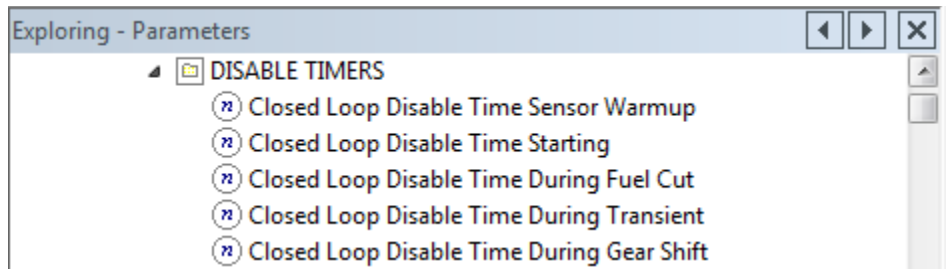 Exploring - Parameters
DISABLE TIMERS
Closed Loop Disable Time Sensor Warmup
Closed Loop Disable Time Starting
Closed Loop Disable Time During Fuel Cut
Closed Loop Disable Time During Transient
Closed Loop Disable Time During Gear Shift